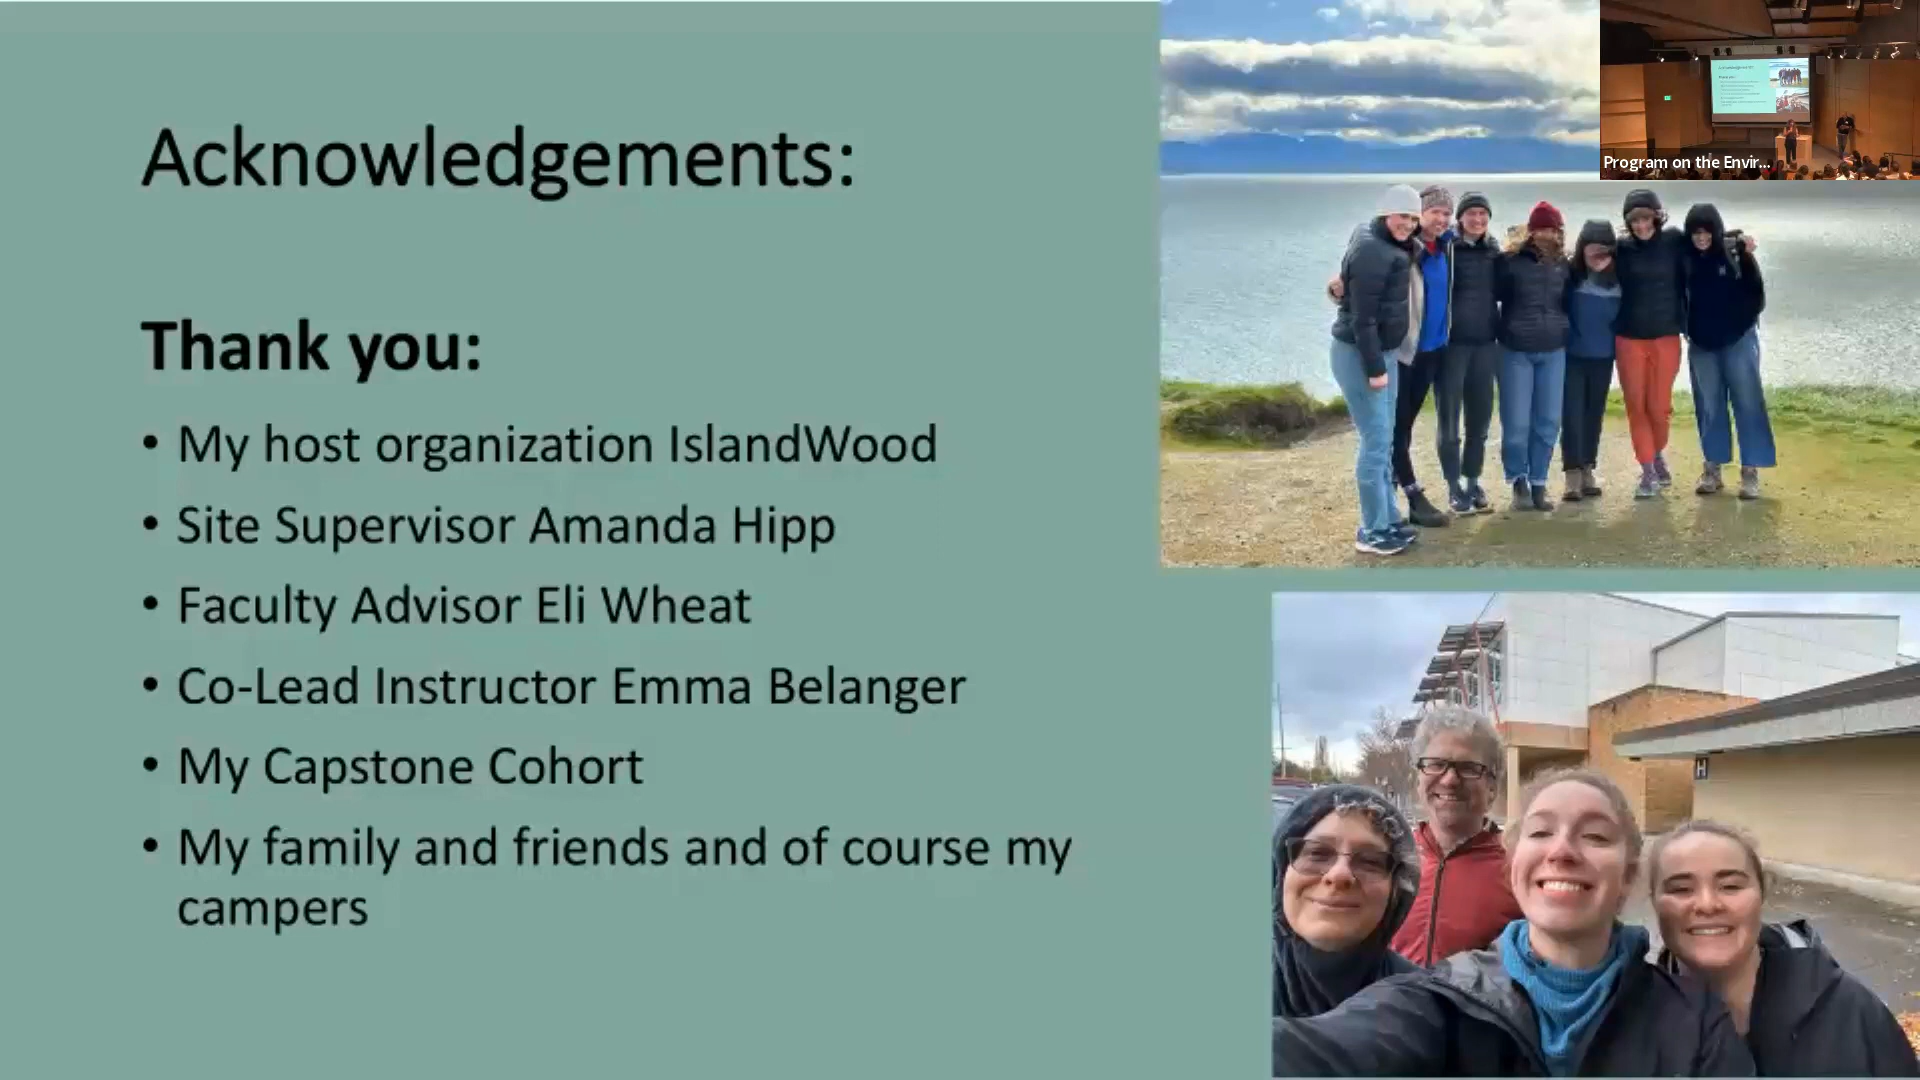 Acknowledgements:
Thank you:
• My host organization IslandWood
• Site Supervisor Amanda Hipp
• Faculty Advisor Eli Wheat
• Co-Lead Instructor Emma Belanger
• My Capstone Cohort
• My family and friends and of course my
campers
Program on the Envir...
H